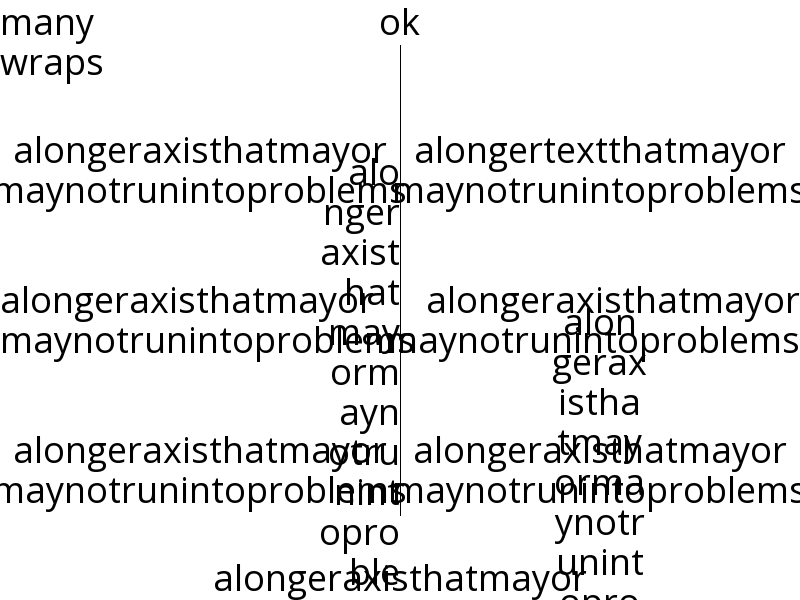 many
wraps
ok
alongeraxisthatmayor
maynotrunintoproblems
alongertextthatmayor
maynotrunintoproblems
alo
nger
axist
hat
may
orm
ayn
otru
nint
opro
ble
alongeraxisthatmayor
maynotrunintoproblems
alongeraxisthatmayor
maynotrunintoproblems
alon
gerax
istha
tmay
orma
ynotr
unint
opro
alongeraxisthatmayor
maynotrunintoproblems
alongeraxisthatmayor
maynotrunintoproblems
alongeraxisthatmayor